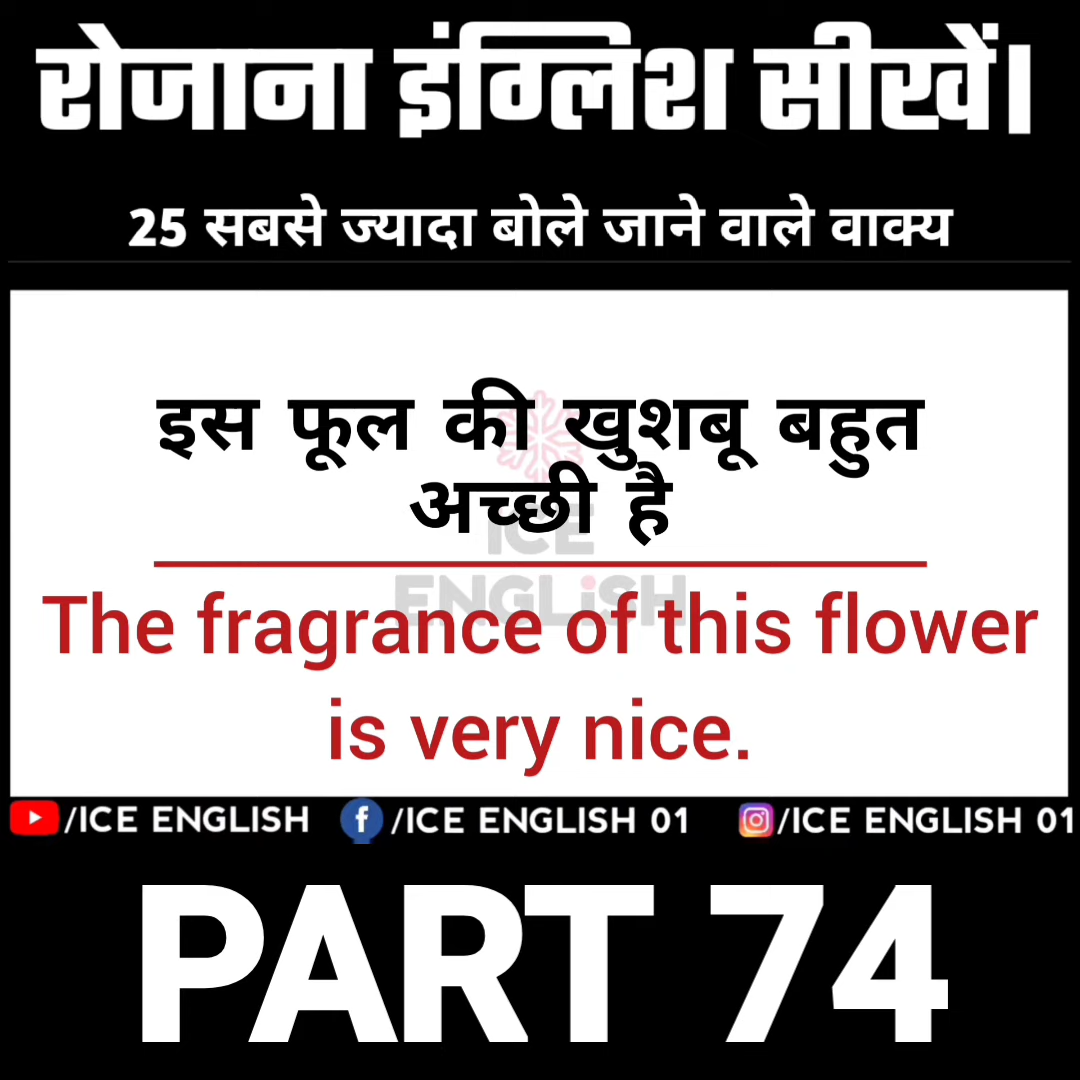 रोजाना इंग्लिश सीखें।
25 सबसे ज्यादा बोले जाने वाले वाक्य
इस फूल की खुशबू बहुत
अच्छी है
ICE
ENGLiSH
The fragrance of this flower
is very nice.
/ICE ENGLISH /ICE ENGLISH 01 /ICE ENGLISH 01
PART 74